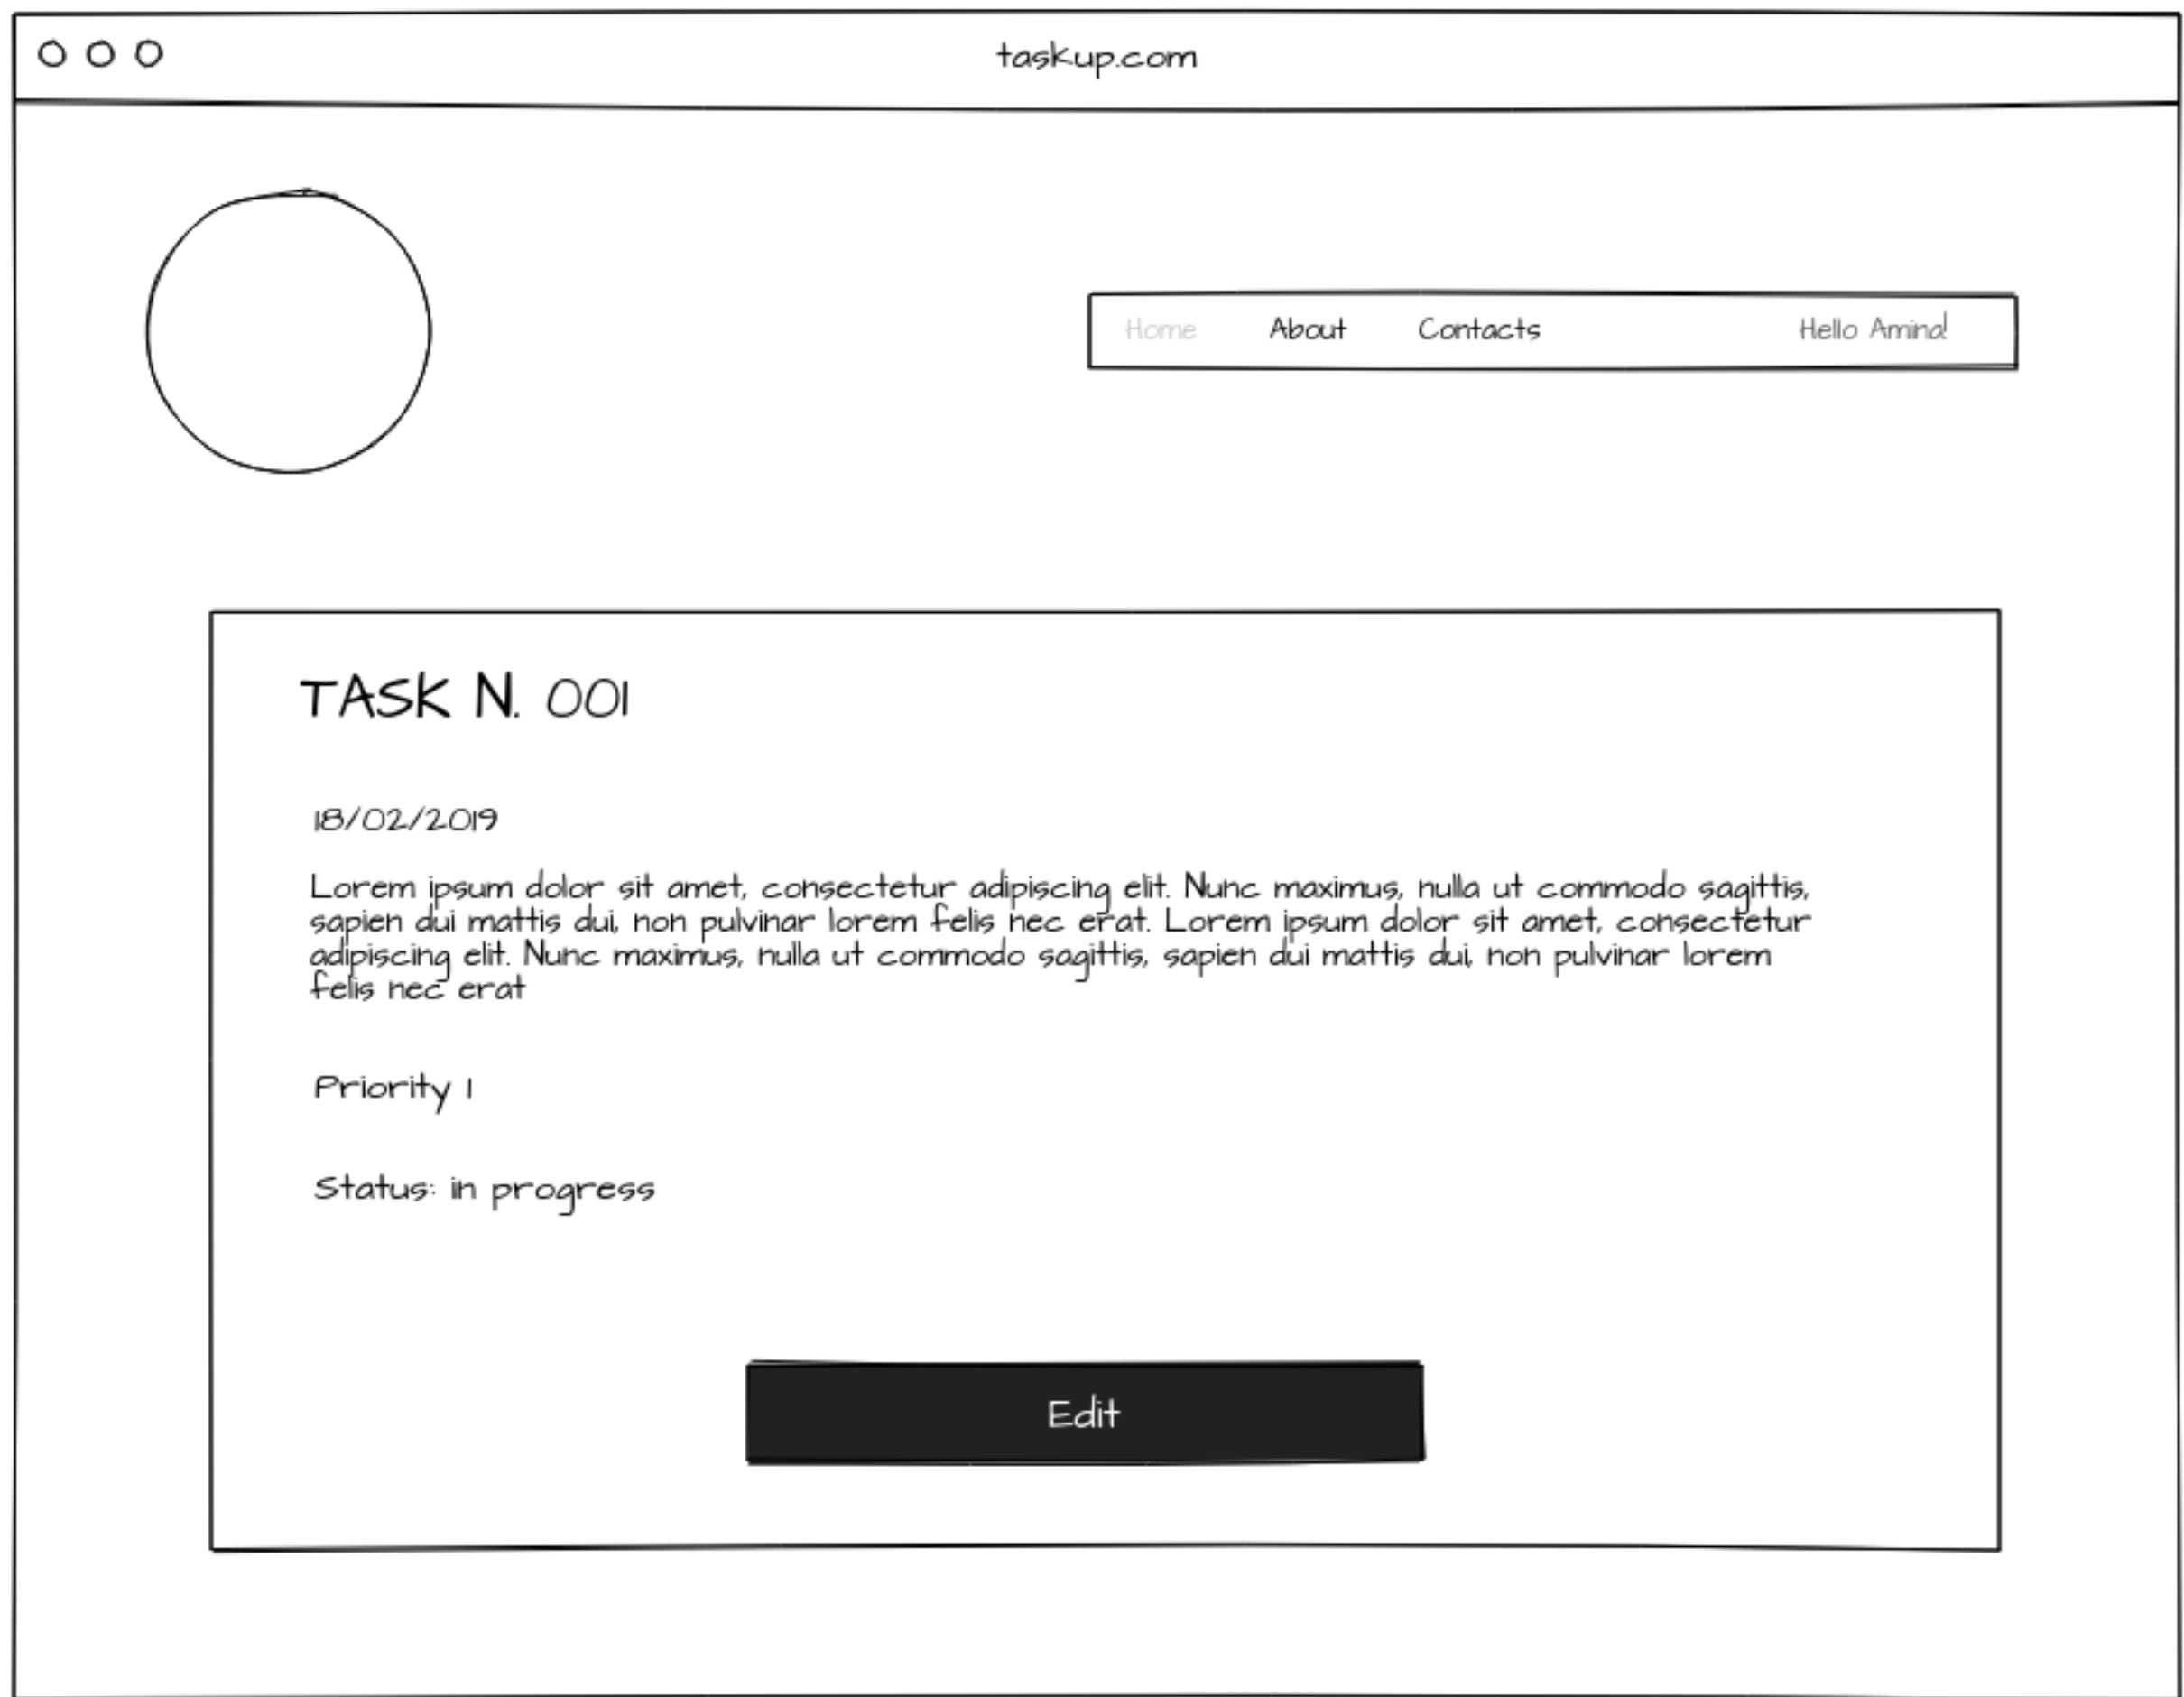 taskup.com
Home About Contacts Hello Amina!
TASK N. 001
18/02/2019
Lorem ipsum dolor sit amet, consectetur adipiscing elit. Nunc maximus, nulla ut commodo sagittis,
sapien dui mattis dui, non pulvinar lorem felis nec erat. Lorem ipsum dolor sit amet, consectetur
adipiscing elit. Nunc maximus, nulla ut commodo sagittis, sapien dui mattis dui, non pulvinar lorem
felis nec erat
Priority 1
Status: in progress
Edit